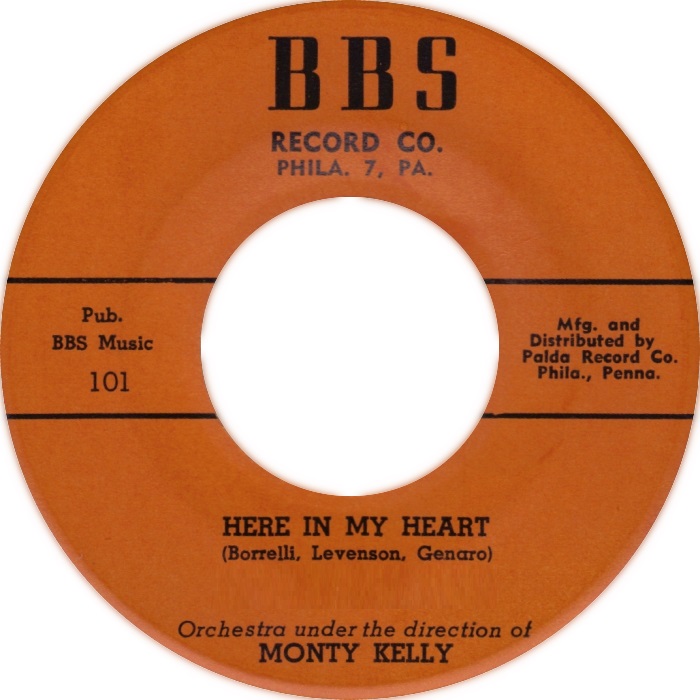 BBS
RECORD CO.
PHILA. 7, PA.
Pub.
BBS Music
101
Mfg. and
Distributed by
Palda Record Co.
Phila., Penna.
HERE IN MY HEART
(Borrelli, Levenson, Genaro)
Orchestra under the direction of
MONTY KELLY